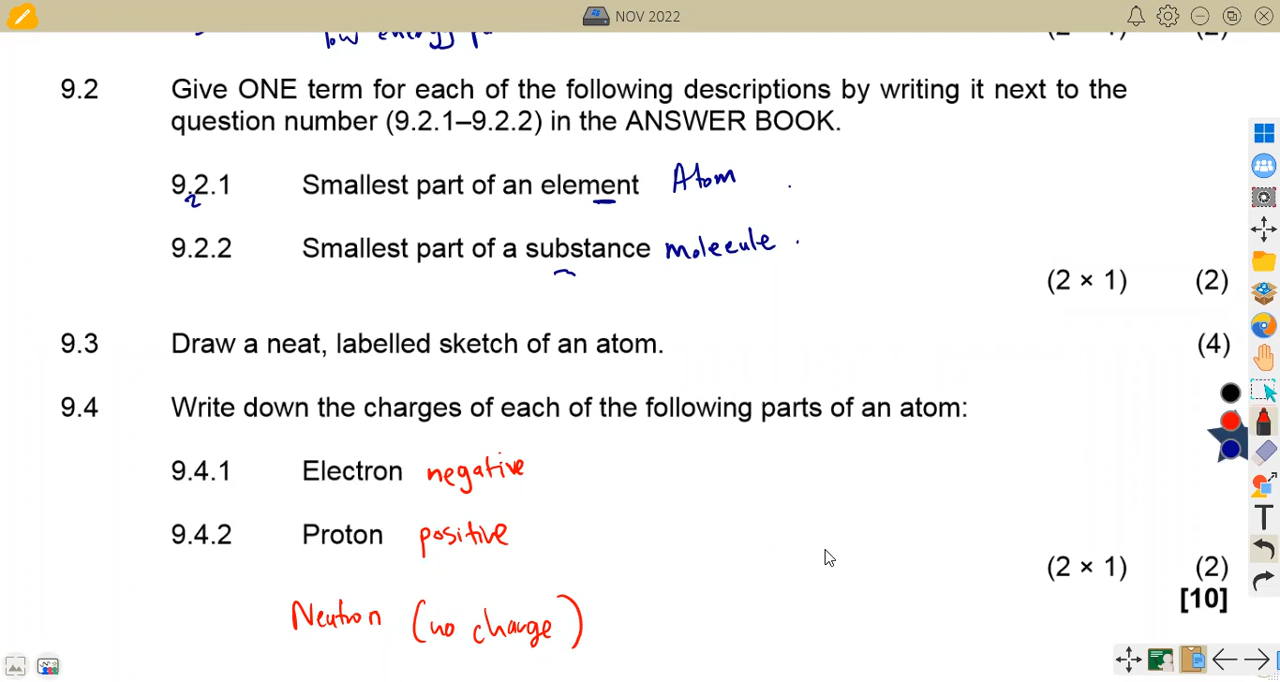 NOV 2022
low energy
9.2 Give ONE term for each of the following descriptions by writing it next to the
question number (9.2.1–9.2.2) in the ANSWER BOOK.
9.2.1 Smallest part of an element Atom
2
9.2.2 Smallest part of a substance molecule
(2 × 1) (2)
9.3 Draw a neat, labelled sketch of an atom. (4)
9.4 Write down the charges of each of the following parts of an atom:
9.4.1 Electron negative
9.4.2 Proton positive
(2 × 1) (2)
[10]
Neutron (no charge)
T